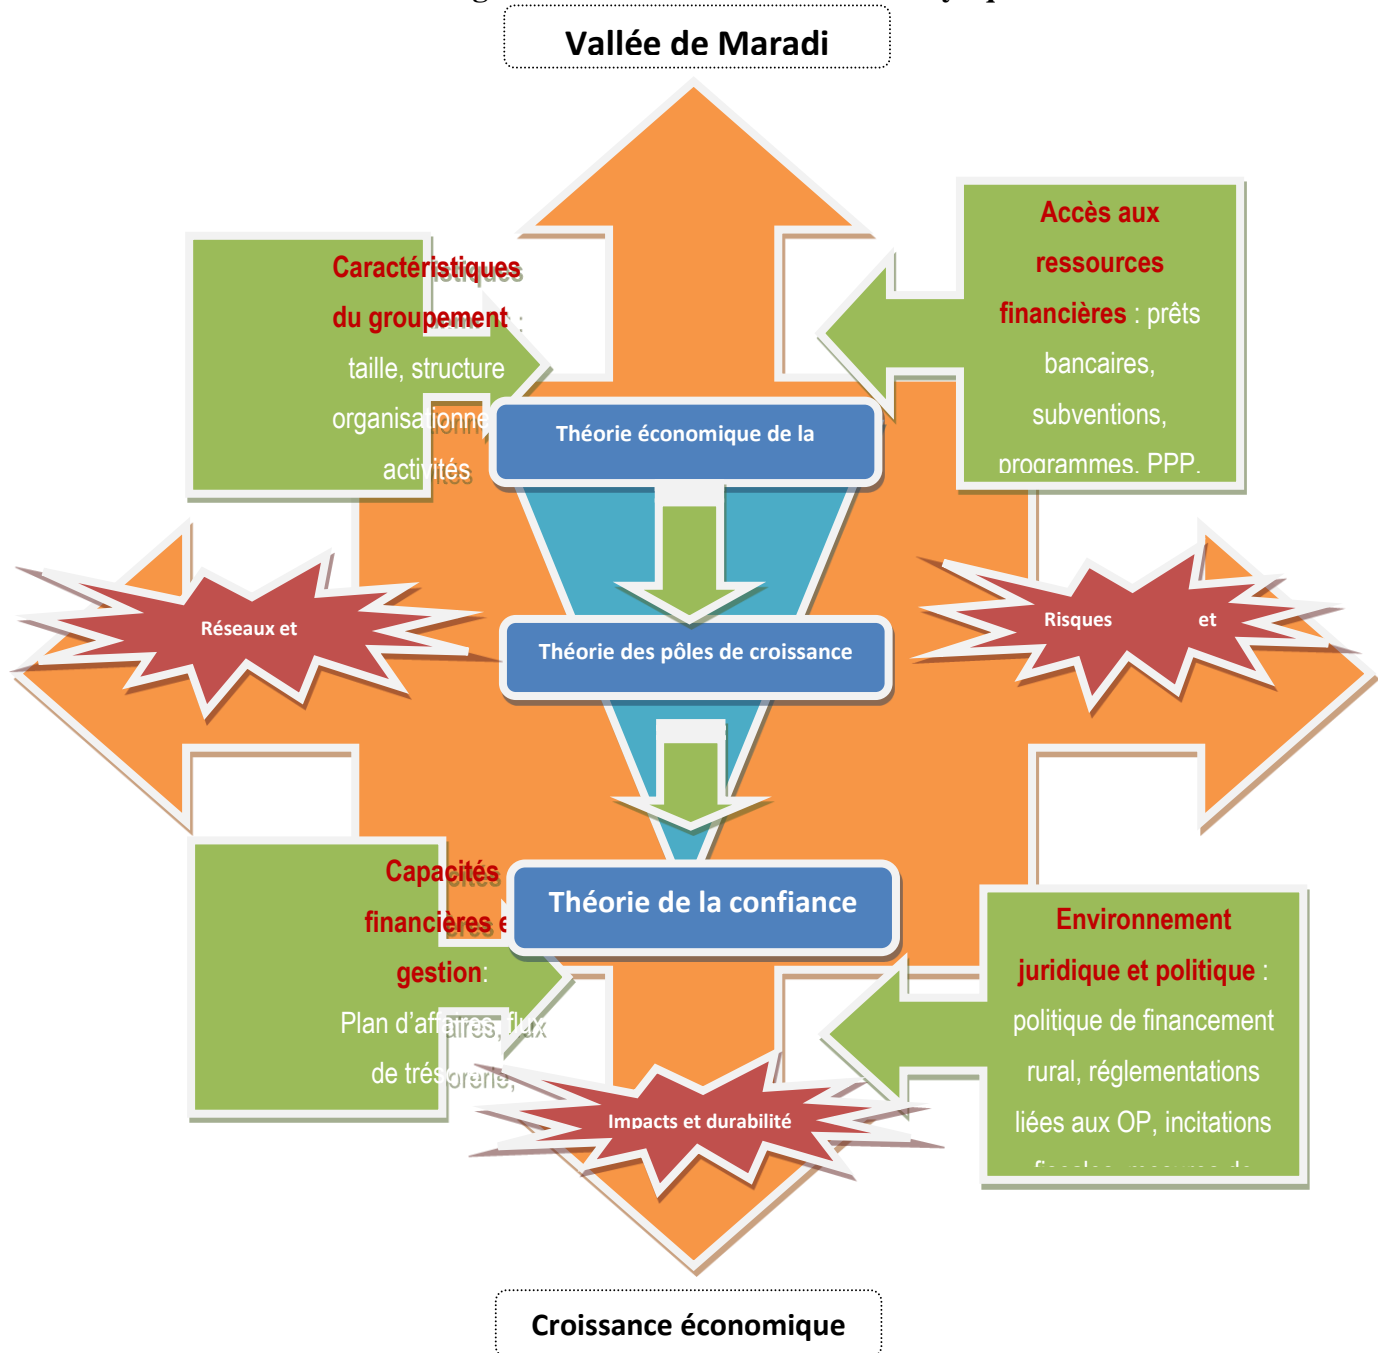 Vallée de Maradi
Caractéristiques
du groupement :
taille, structure
activités
Accès aux
ressources
financières : prêts
bancaires,
subventions,
programmes, PPP,
Théorie économique de la
Réseaux et
Théorie des pôles de croissance
Risques et
Capacités
financières
gestion:
Plan d'affaires, flux
de trésorerie,
Théorie de la confiance
Environnement
juridique et politique :
politique de financement
rural, réglementations
liées aux OP, incitations
Impacts et durabilité
Croissance économique